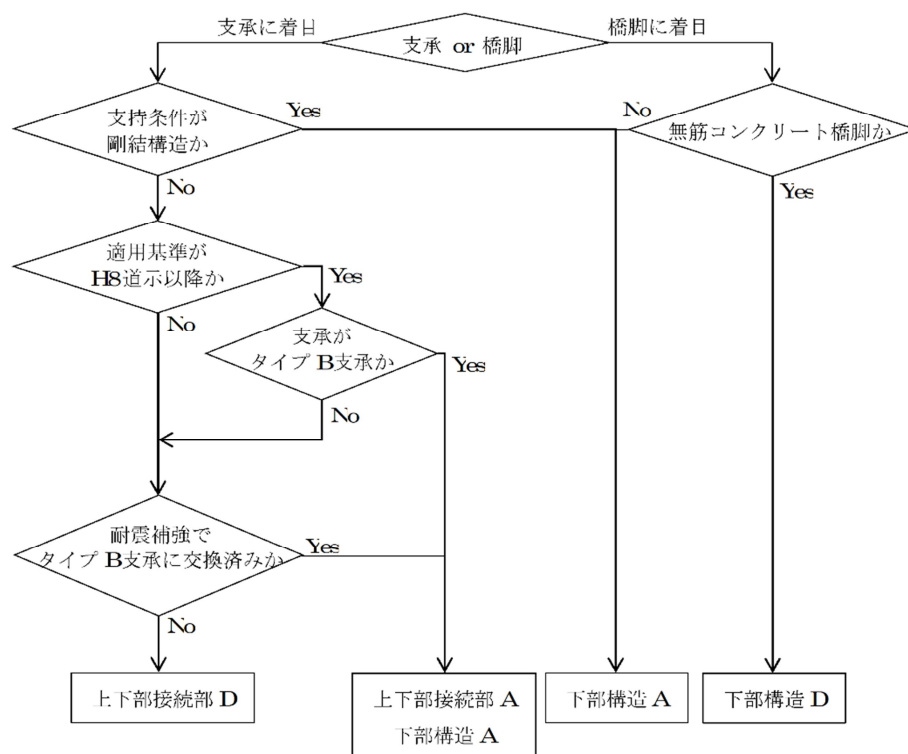 支承に着目
支承 or 橋脚
橋脚に着目
支持条件が
剛結構造か
Yes
No
無筋コンクリート橋脚か
No
Yes
適用基準が
H8道示以降か
Yes
No
支承が
タイプ B支承か
Yes
No
耐震補強で
タイプ B支承に交換済みか
Yes
No
上下部接続部 D
上下部接続部 A
下部構造 A
下部構造 A
下部構造 D